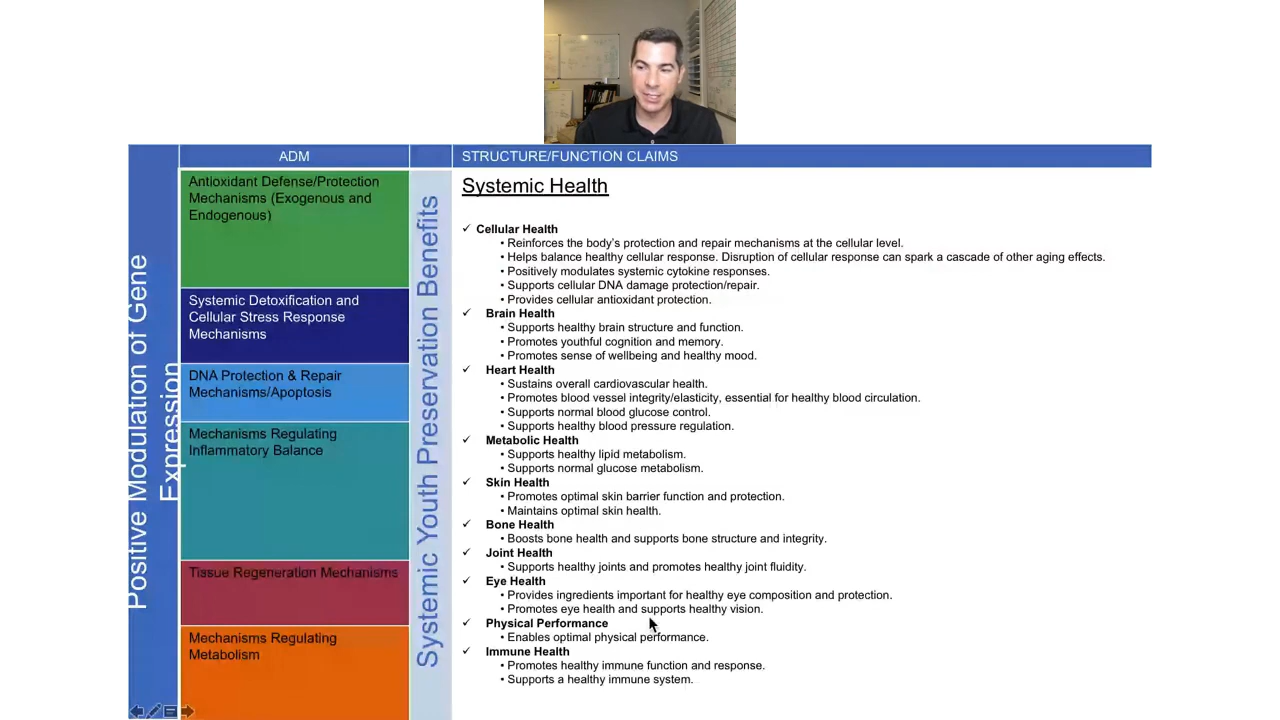 ADM
STRUCTURE/FUNCTION CLAIMS
Positive Modulation of Gene
Expression
Antioxidant Defense/Protection
Mechanisms (Exogenous and
Endogenous)
Systemic Detoxification and
Cellular Stress Response
Mechanisms
DNA Protection & Repair
Mechanisms/Apoptosis
Mechanisms Regulating
Inflammatory Balance
Tissue Regeneration Mechanisms
Mechanisms Regulating
Metabolism
Systemic Youth Preservation Benefits
Systemic Health
✓ Cellular Health
• Reinforces the body's protection and repair mechanisms at the cellular level.
• Helps balance healthy cellular response. Disruption of cellular response can spark a cascade of other aging effects.
• Positively modulates systemic cytokine responses.
• Supports cellular DNA damage protection/repair.
• Provides cellular antioxidant protection.
✓ Brain Health
• Supports healthy brain structure and function.
• Promotes youthful cognition and memory.
• Promotes sense of wellbeing and healthy mood.
✓ Heart Health
• Sustains overall cardiovascular health.
• Promotes blood vessel integrity/elasticity, essential for healthy blood circulation.
• Supports normal blood glucose control.
• Supports healthy blood pressure regulation.
✓ Metabolic Health
• Supports healthy lipid metabolism.
• Supports normal glucose metabolism.
✓ Skin Health
• Promotes optimal skin barrier function and protection.
• Maintains optimal skin health.
✓ Bone Health
• Boosts bone health and supports bone structure and integrity.
✓ Joint Health
• Supports healthy joints and promotes healthy joint fluidity.
✓ Eye Health
• Provides ingredients important for healthy eye composition and protection.
• Promotes eye health and supports healthy vision.
✓ Physical Performance
• Enables optimal physical performance.
✓ Immune Health
• Promotes healthy immune function and response.
• Supports a healthy immune system.